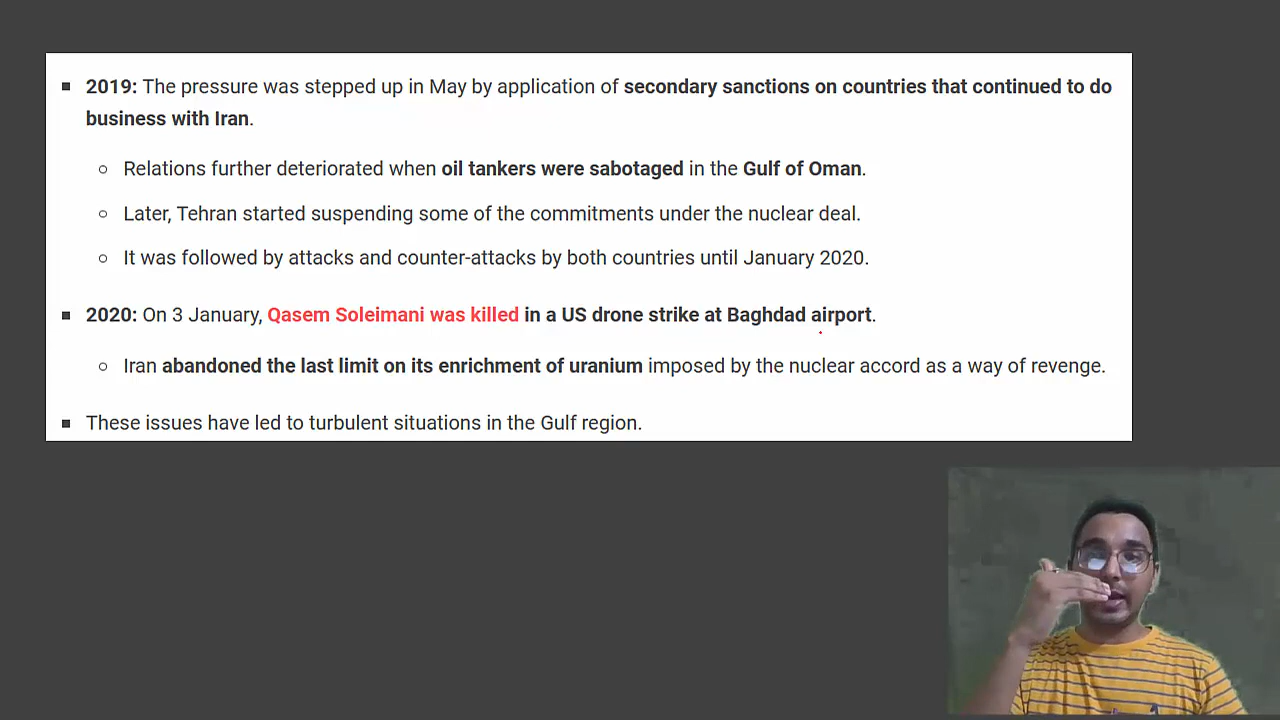 2019: The pressure was stepped up in May by application of secondary sanctions on countries that continued to do
business with Iran.
Relations further deteriorated when oil tankers were sabotaged in the Gulf of Oman.
Later, Tehran started suspending some of the commitments under the nuclear deal.
It was followed by attacks and counter-attacks by both countries until January 2020.
2020: On 3 January, Qasem Soleimani was killed in a US drone strike at Baghdad airport.
Iran abandoned the last limit on its enrichment of uranium imposed by the nuclear accord as a way of revenge.
These issues have led to turbulent situations in the Gulf region.